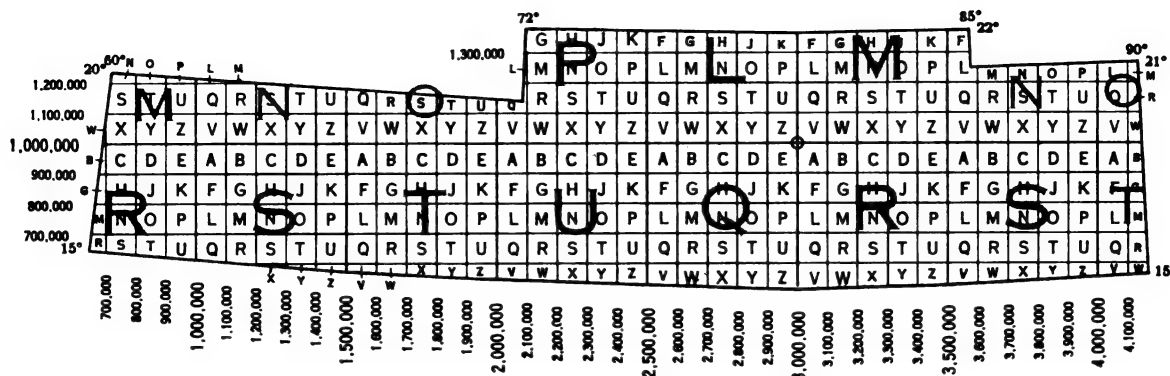 72° 85°
22°
1,300,000 G H J K F G H J K F G H J K F
60° 90°
20° N O P L M L M N O P L M N O P L M N O P L M N O P L M 21°
1,200,000 S T U Q R S T U Q R S T U Q R S T U Q R S T U Q R S T U Q R S T U Q R
1,100,000
W X Y Z V W X Y Z V W X Y Z V W X Y Z V W X Y Z V W X Y Z V W X Y Z V W
1,000,000
B C D E A B C D E A B C D E A B C D E A B C D E A B C D E A B C D E A B
900,000
G H J K F G H J K F G H J K F G H J K F G H J K F G H J K F G H J K F G
800,000
M N O P L M N O P L M N O P L M N O P L M N O P L M N O P L M N O P L M
700,000
R S T U Q R S T U Q R S T U Q R S T U Q R S T U Q R S T U Q R S T U Q R
15° X Y Z V W X Y Z V W X Y Z V W X Y Z V W X Y Z V W X Y Z V W 15
P L M
M N O N O
R S T U Q R S T
700,000 800,000 900,000 1,000,000 1,100,000 1,200,000 1,300,000 1,400,000 1,500,000 1,600,000 1,700,000 1,800,000 1,900,000 2,000,000 2,100,000 2,200,000 2,300,000 2,400,000 2,500,000 2,600,000 2,700,000 2,800,000 2,900,000 3,000,000 3,100,000 3,200,000 3,300,000 3,400,000 3,500,000 3,600,000 3,700,000 3,800,000 3,900,000 4,000,000 4,100,000